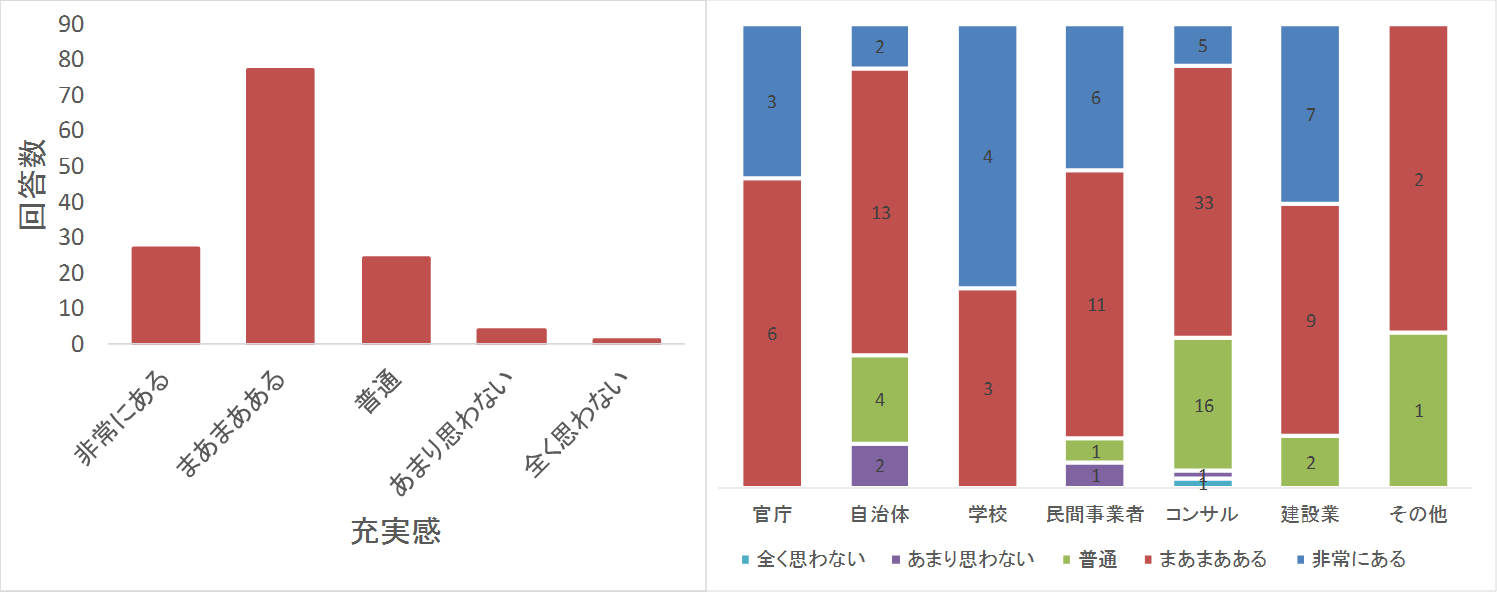 90
80
70
60
50
40
30
20
10
0
回答数
非常にある
まあまあある
普通
あまり思わない
全く思わない
充実感
3
6
2
13
4
2
4
3
6
11
1
1
5
33
16
1
1
7
9
2
2
1
官庁
自治体
学校
民間事業者
コンサル
建設業
その他
全く思わない
あまり思わない
普通
まあまあある
非常にある